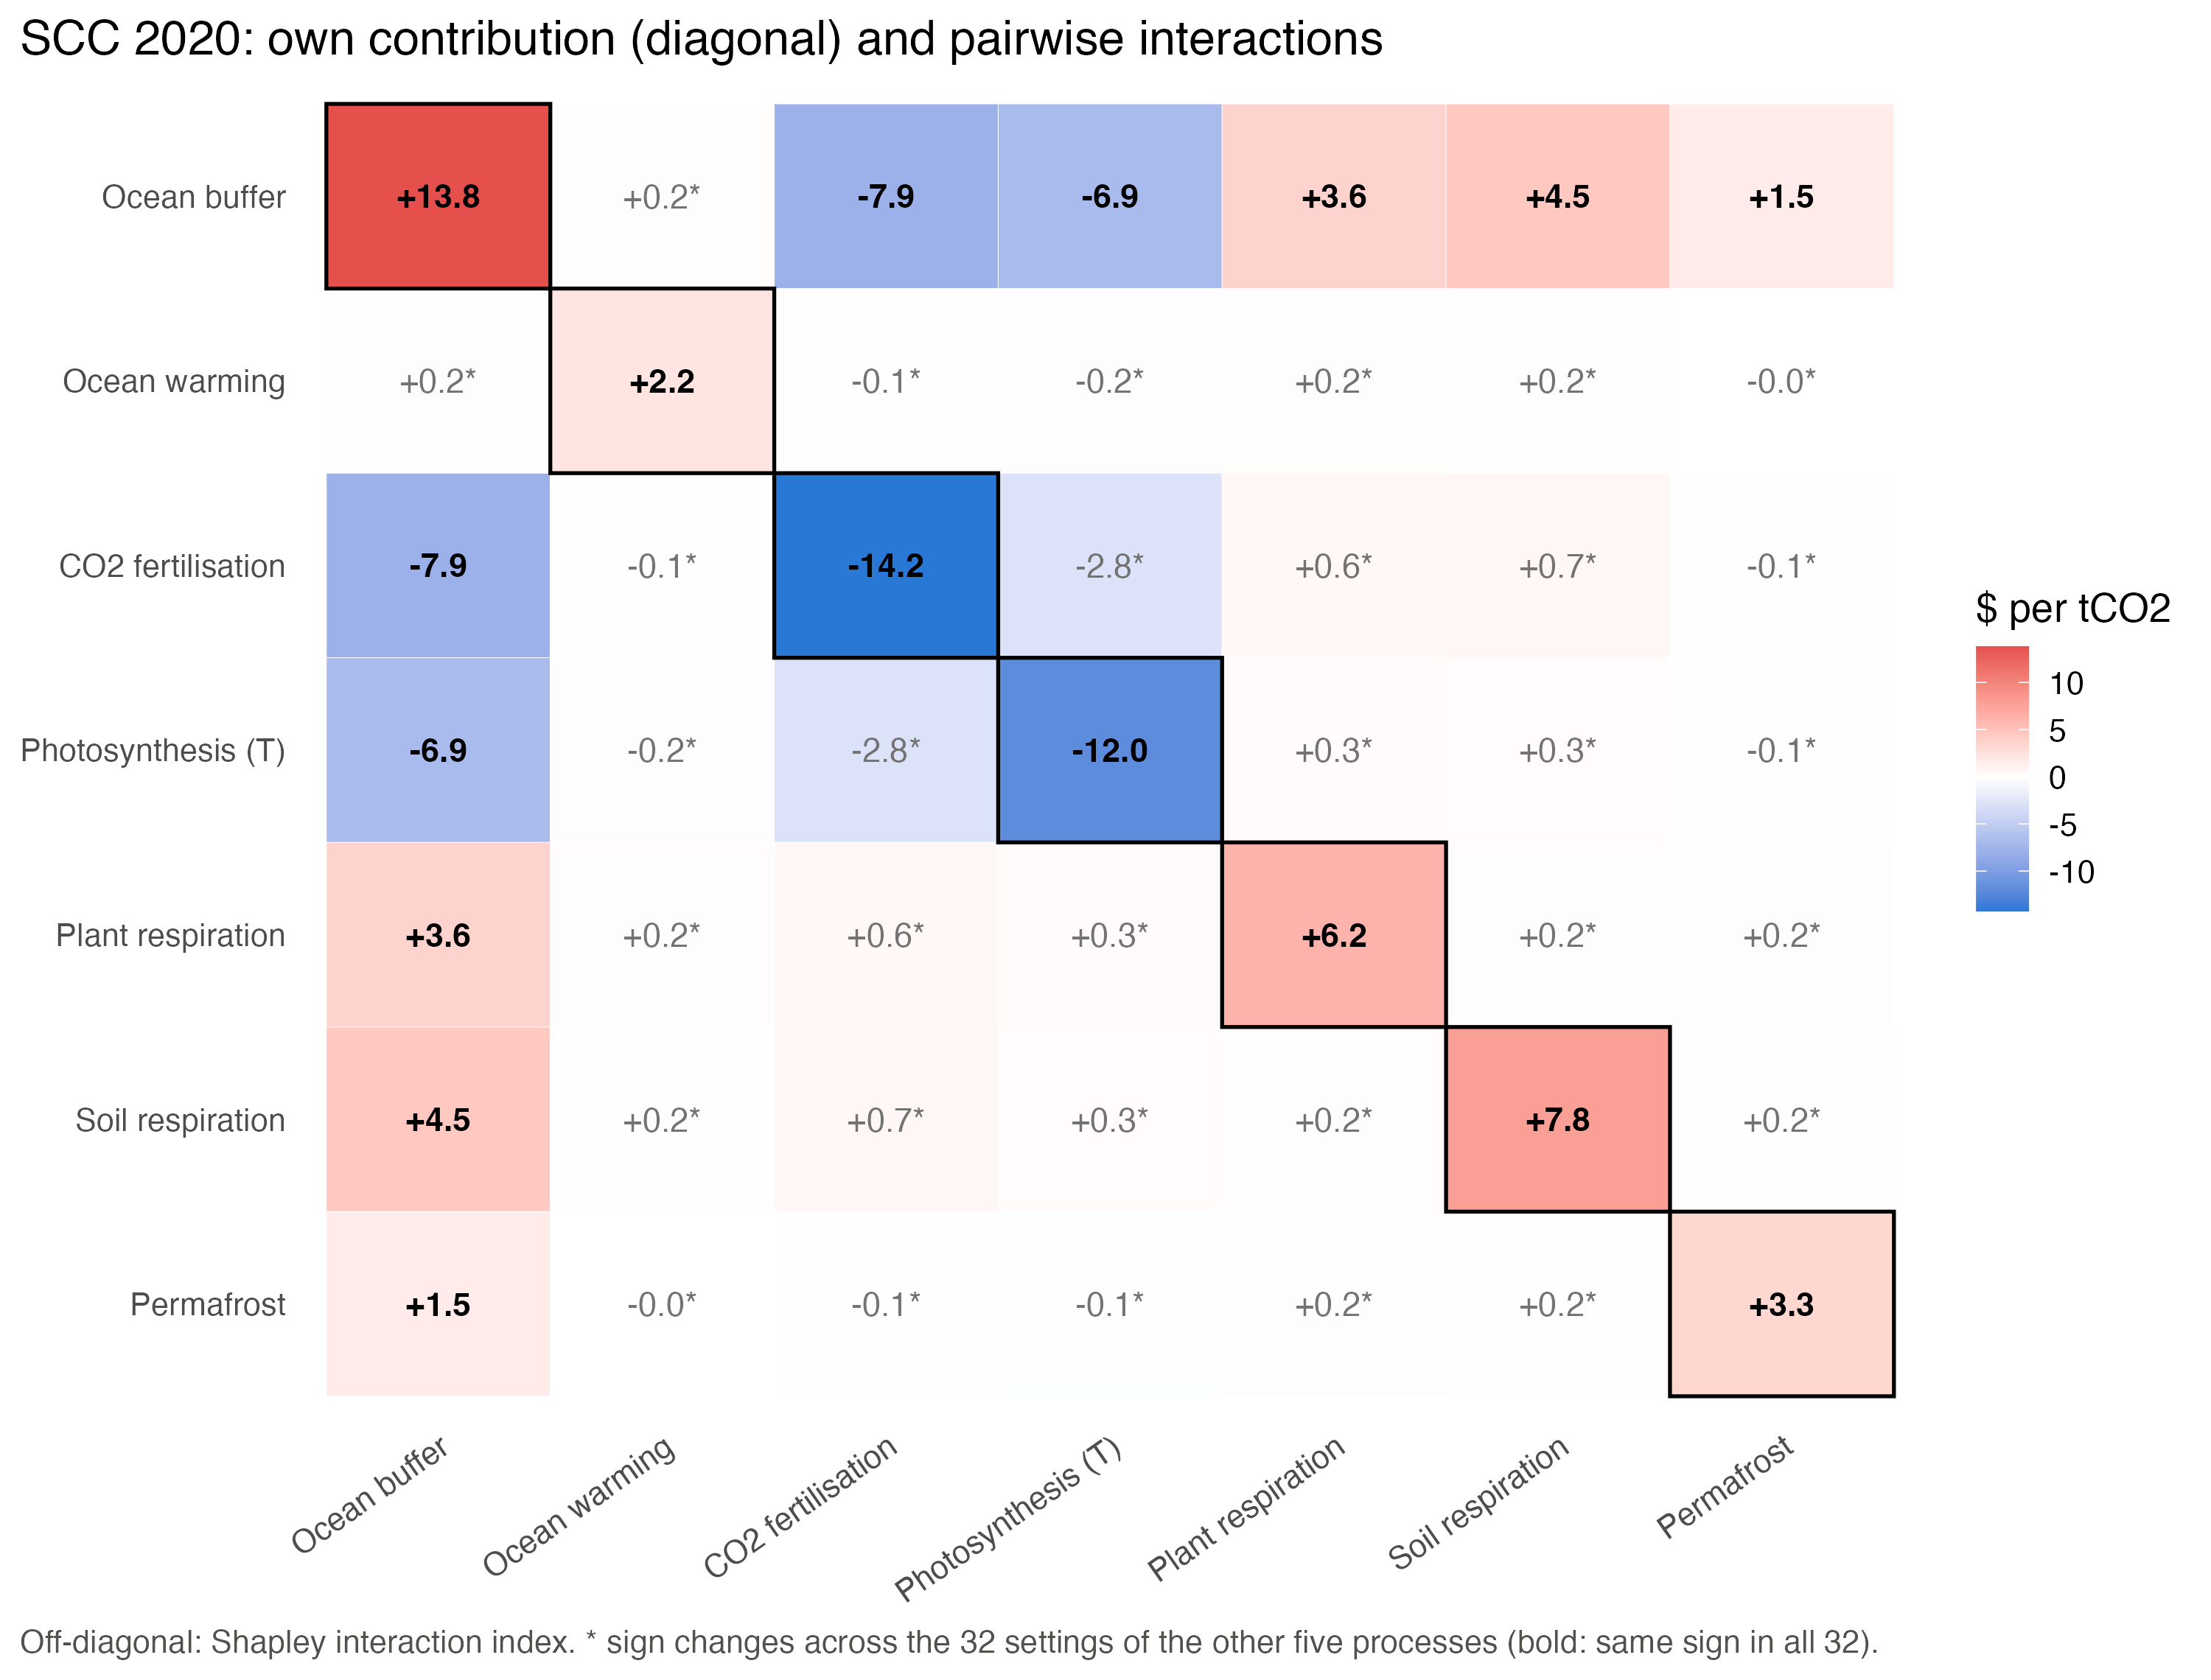 SCC 2020: own contribution (diagonal) and pairwise interactions
Ocean buffer +13.8 +0.2* -7.9 -6.9 +3.6 +4.5 +1.5
Ocean warming +0.2* +2.2 -0.1* -0.2* +0.2* +0.2* -0.0*
CO2 fertilisation -7.9 -0.1* -14.2 -2.8* +0.6* +0.7* -0.1*
Photosynthesis (T) -6.9 -0.2* -2.8* -12.0 +0.3* +0.3* -0.1*
Plant respiration +3.6 +0.2* +0.6* +0.3* +6.2 +0.2* +0.2*
Soil respiration +4.5 +0.2* +0.7* +0.3* +0.2* +7.8 +0.2*
Permafrost +1.5 -0.0* -0.1* -0.1* +0.2* +0.2* +3.3
Ocean buffer
Ocean warming
CO2 fertilisation
Photosynthesis (T)
Plant respiration
Soil respiration
Permafrost
$ per tCO2
10
5
0
-5
-10
Off-diagonal: Shapley interaction index. * sign changes across the 32 settings of the other five processes (bold: same sign in all 32).